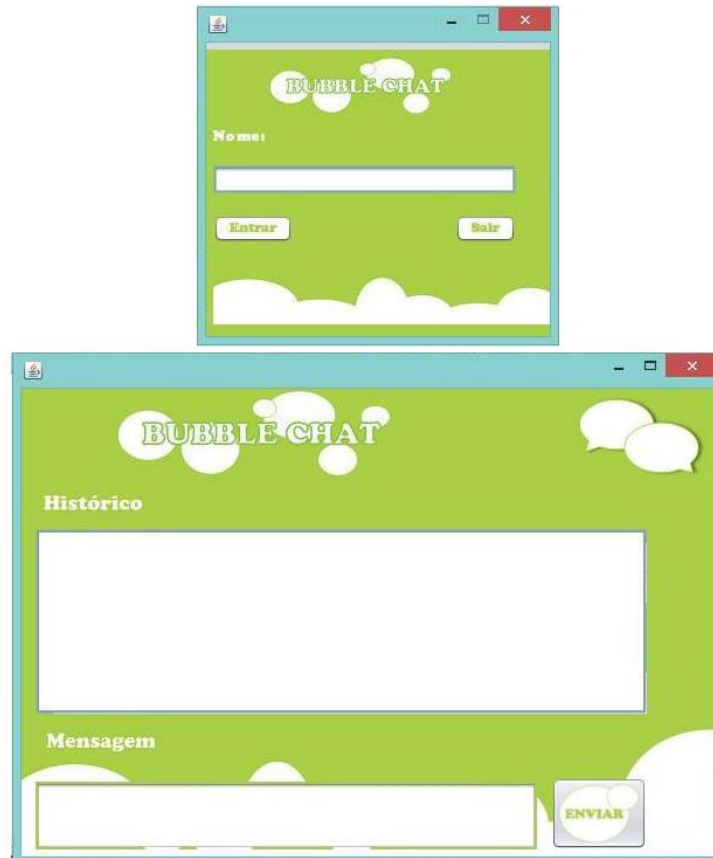 BUBBLE CHAT
Nome:
Entrar
Sair
BUBBLE CHAT
Histórico
Mensagem
ENVIAR